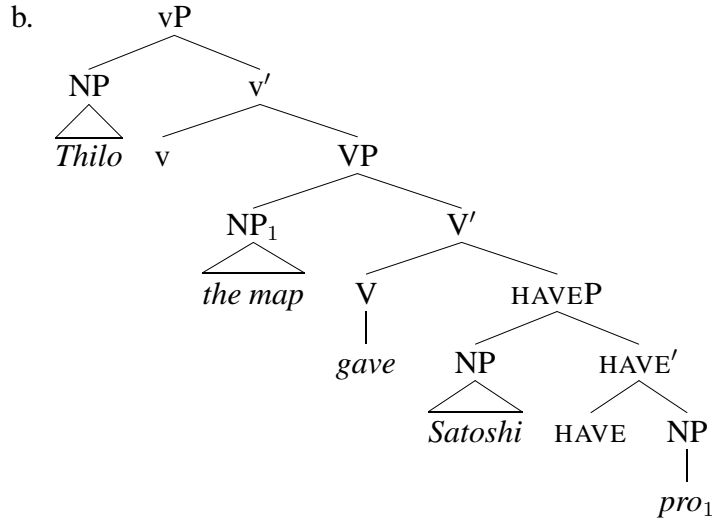 b. vP
NP v′
Thilo v VP
NP₁ V′
the map V HAVEP
gave NP HAVE′
Satoshi HAVE NP
pro₁